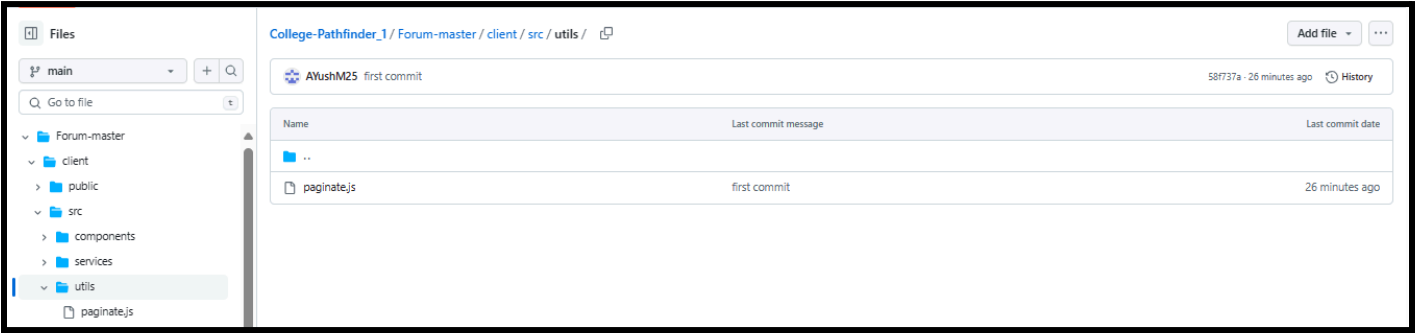 Files
main
Go to file
t
Forum-master
client
public
src
components
services
utils
paginate.js
College-Pathfinder_1 / Forum-master / client / src / utils /
Add file
AYushM25 first commit
58f737a · 26 minutes ago
History
Name Last commit message Last commit date
..
paginate.js first commit 26 minutes ago